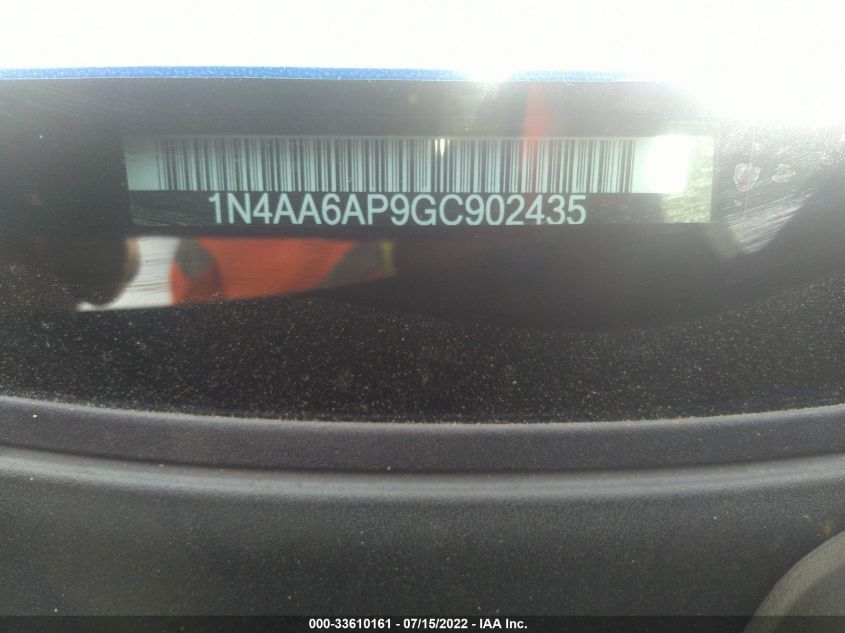 1N4AA6AP9GC902435
000-33610161 - 07/15/2022 - IAA Inc.